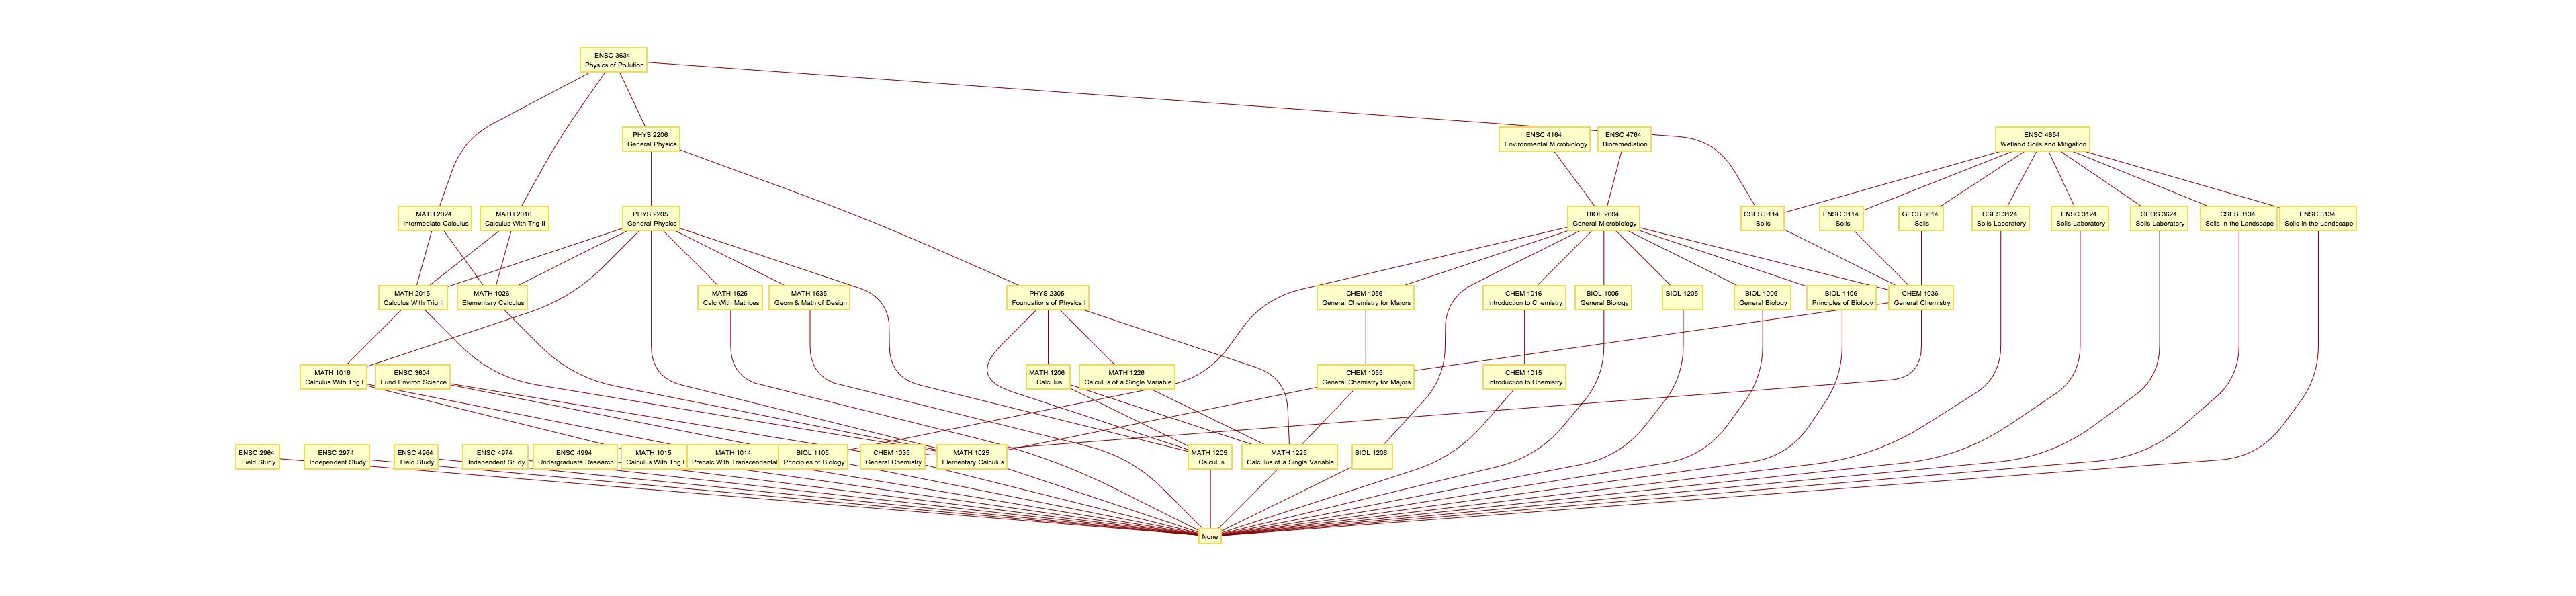 ENSC 3634
Physics of Pollution
PHYS 2206
General Physics
ENSC 4164
Environmental Microbiology
ENSC 4764
Bioremediation
ENSC 4854
Wetland Soils and Mitigation
MATH 2024
Intermediate Calculus
MATH 2016
Calculus With Trig II
PHYS 2205
General Physics
BIOL 2604
General Microbiology
CSES 3114
Soils
ENSC 3114
Soils
GEOS 3614
Soils
CSES 3124
Soils Laboratory
ENSC 3124
Soils Laboratory
GEOS 3624
Soils Laboratory
CSES 3134
Soils in the Landscape
ENSC 3134
Soils in the Landscape
MATH 2015
Calculus With Trig II
MATH 1026
Elementary Calculus
MATH 1525
Calc With Matrices
MATH 1535
Geom & Math of Design
PHYS 2305
Foundations of Physics I
CHEM 1056
General Chemistry for Majors
CHEM 1016
Introduction to Chemistry
BIOL 1005
General Biology
BIOL 1205
BIOL 1006
General Biology
BIOL 1106
Principles of Biology
CHEM 1036
General Chemistry
MATH 1016
Calculus With Trig I
ENSC 3604
Fund Environ Science
MATH 1206
Calculus
MATH 1226
Calculus of a Single Variable
CHEM 1055
General Chemistry for Majors
CHEM 1015
Introduction to Chemistry
ENSC 2964
Field Study
ENSC 2974
Independent Study
ENSC 4964
Field Study
ENSC 4974
Independent Study
ENSC 4994
Undergraduate Research
MATH 1015
Calculus With Trig I
MATH 1014
Precalc With Transcendental
BIOL 1105
Principles of Biology
CHEM 1035
General Chemistry
MATH 1025
Elementary Calculus
MATH 1205
Calculus
MATH 1225
Calculus of a Single Variable
BIOL 1206
None